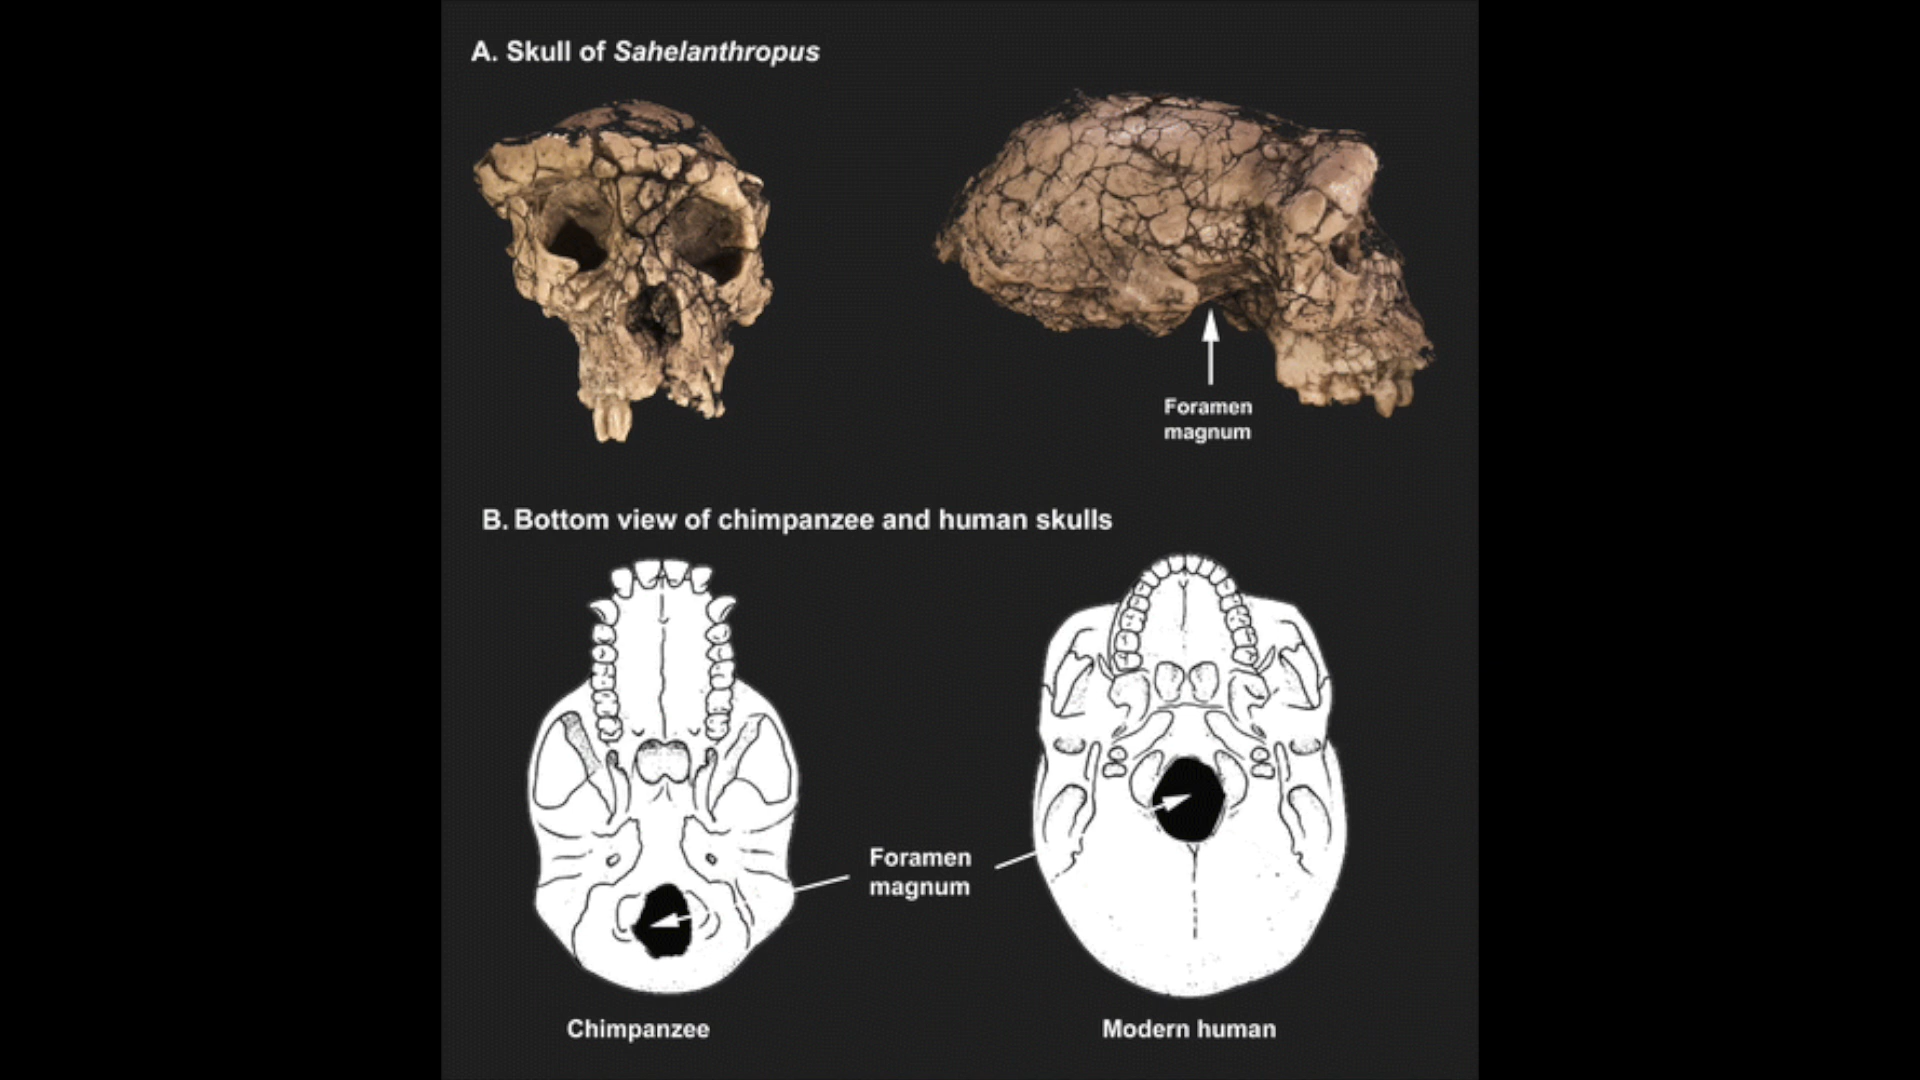 A. Skull of Sahelanthropus
Foramen
magnum
B. Bottom view of chimpanzee and human skulls
Foramen
magnum
Chimpanzee
Modern human